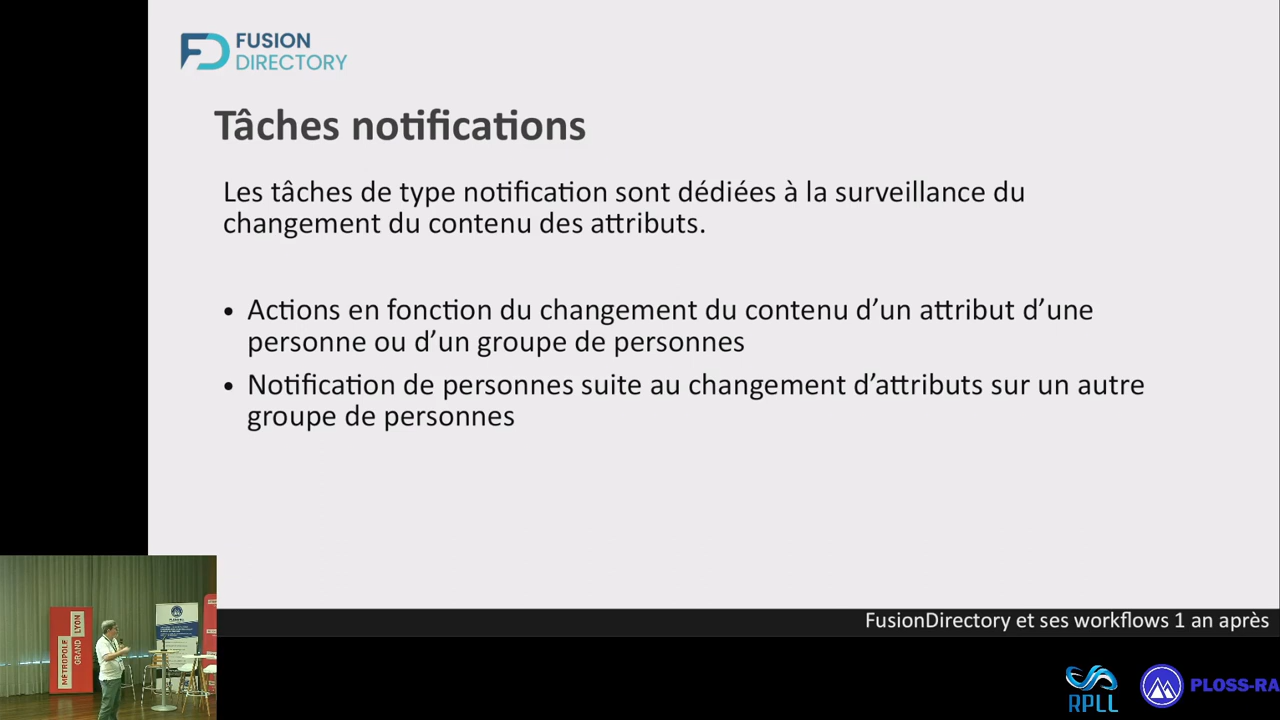 FUSION
DIRECTORY
Tâches notifications
Les tâches de type notification sont dédiées à la surveillance du
changement du contenu des attributs.
• Actions en fonction du changement du contenu d’un attribut d’une
personne ou d’un groupe de personnes
• Notification de personnes suite au changement d’attributs sur un autre
groupe de personnes
MÉTROPOLE
GRAND LYON
FusionDirectory et ses workflows 1 an après
RPLL
PLOSS-RA